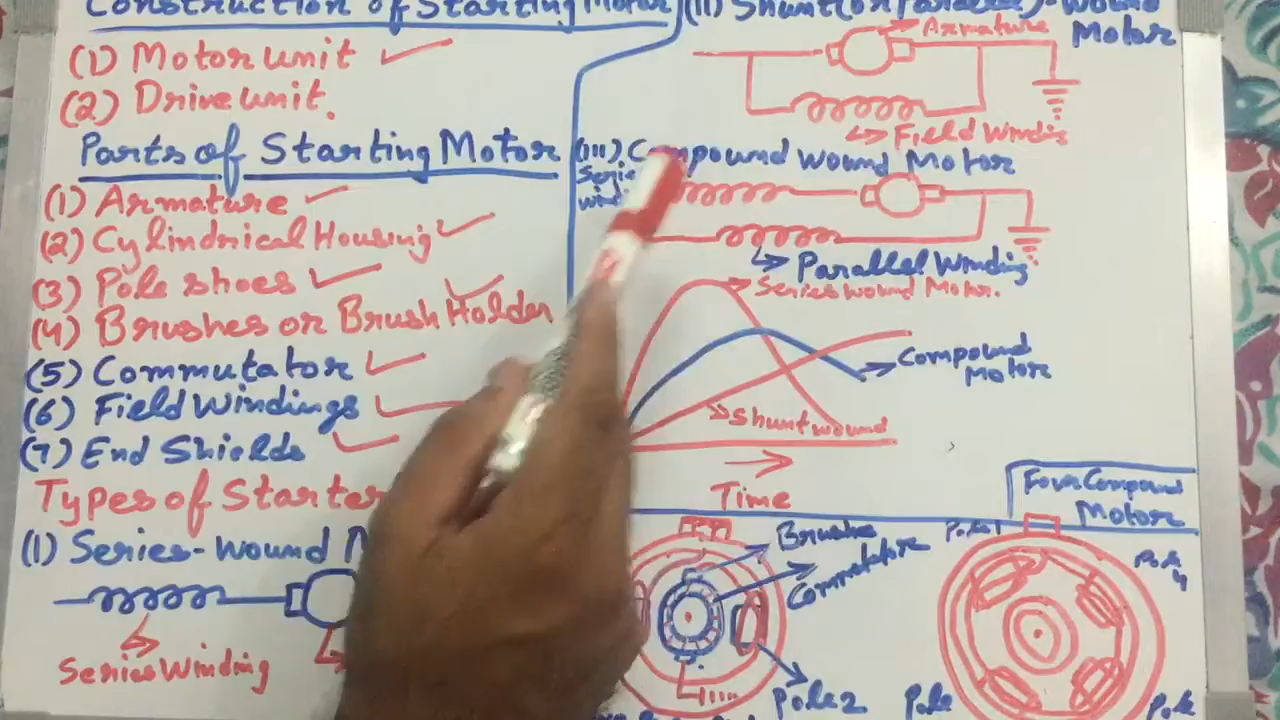 Construction of Starting Motor
(1) Motor unit
(2) Drive unit.
Parts of Starting Motor
(1) Armature
(2) Cylindrical Housing
(3) Pole shoes
(4) Brushes or Brush Holder
(5) Commutator
(6) Field Windings
(7) End Shields
Types of Starter
(1) Series-Wound
Series Winding
(II) Shunt (or Parallel)-Wound
Motor
Armature
Field Winding
(III) Compound Wound Motor
Parallel Winding
Series Wound Motor.
Compound
Motor
Shunt wound
Time
Brushes
Commutator
Pole 2
Four Compound
Motor
Pole 1
Pole
4
Pole
Pole